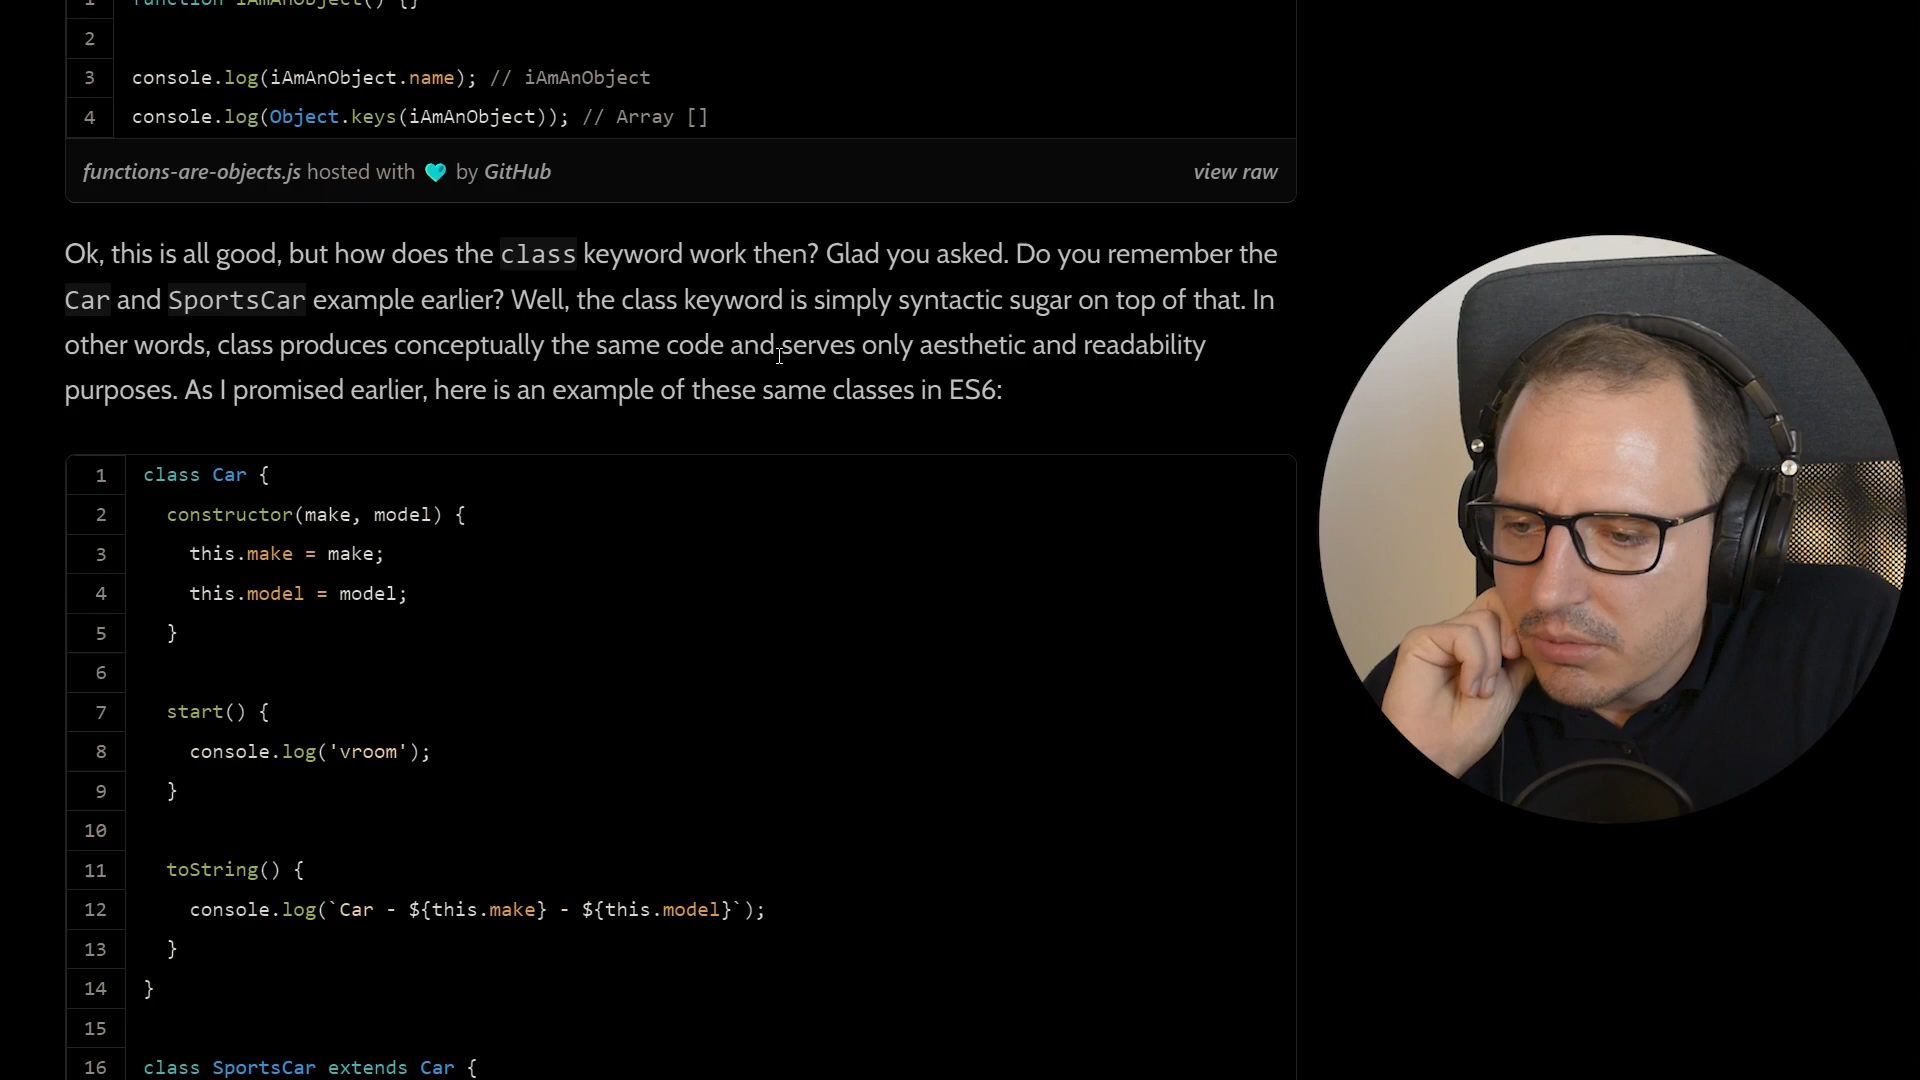 1 function iAmAnObject() {}
2
3 console.log(iAmAnObject.name); // iAmAnObject
4 console.log(Object.keys(iAmAnObject)); // Array []
functions-are-objects.js hosted with 🩵 by GitHub view raw
Ok, this is all good, but how does the class keyword work then? Glad you asked. Do you remember the
Car and SportsCar example earlier? Well, the class keyword is simply syntactic sugar on top of that. In
other words, class produces conceptually the same code and serves only aesthetic and readability
purposes. As I promised earlier, here is an example of these same classes in ES6:
1 class Car {
2   constructor(make, model) {
3     this.make = make;
4     this.model = model;
5   }
6
7   start() {
8     console.log('vroom');
9   }
10
11   toString() {
12     console.log(`Car - ${this.make} - ${this.model}`);
13   }
14 }
15
16 class SportsCar extends Car {